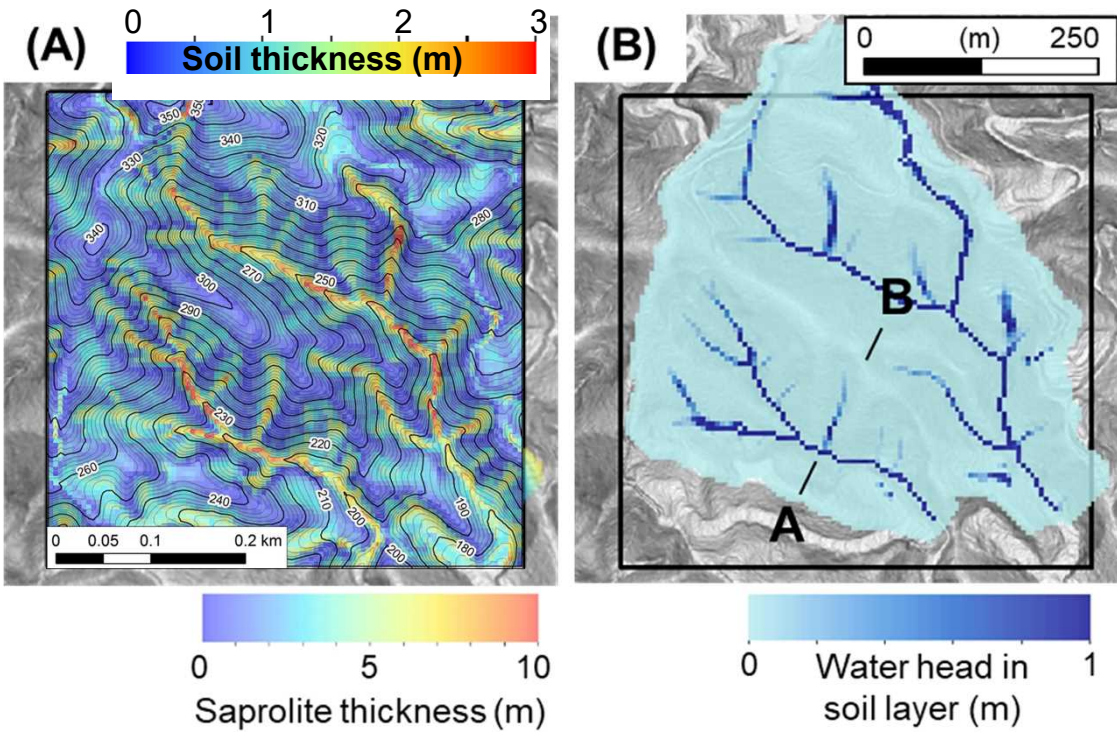 (A)
0 1 2 3
Soil thickness (m)
350
350
340
320
330
310
280
340
270
250
300
290
230
220
260
240
210
200
190
200
180
0 0.05 0.1 0.2 km
0 5 10
Saprolite thickness (m)
(B)
0 (m) 250
B
A
0 1
Water head in
soil layer (m)